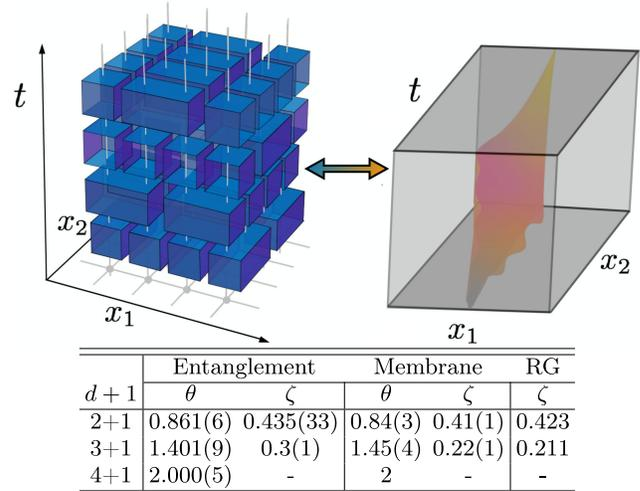 t
t
x₂
x₂
x₁
x₁
Entanglement Membrane RG
d + 1 θ ζ θ ζ ζ
2+1 0.861(6) 0.435(33) 0.84(3) 0.41(1) 0.423
3+1 1.401(9) 0.3(1) 1.45(4) 0.22(1) 0.211
4+1 2.000(5) - 2 - -